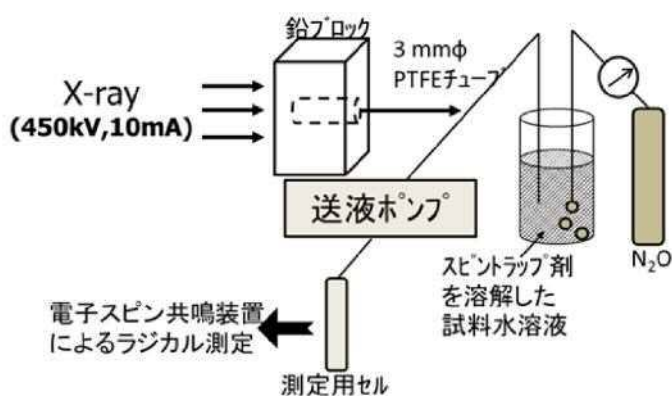 鉛ブロック
3 mmφ
PTFEチューブ
X-ray
(450kV,10mA)
送液ポンプ
N₂O
スピントラップ剤
を溶解した
試料水溶液
電子スピン共鳴装置
によるラジカル測定
測定用セル